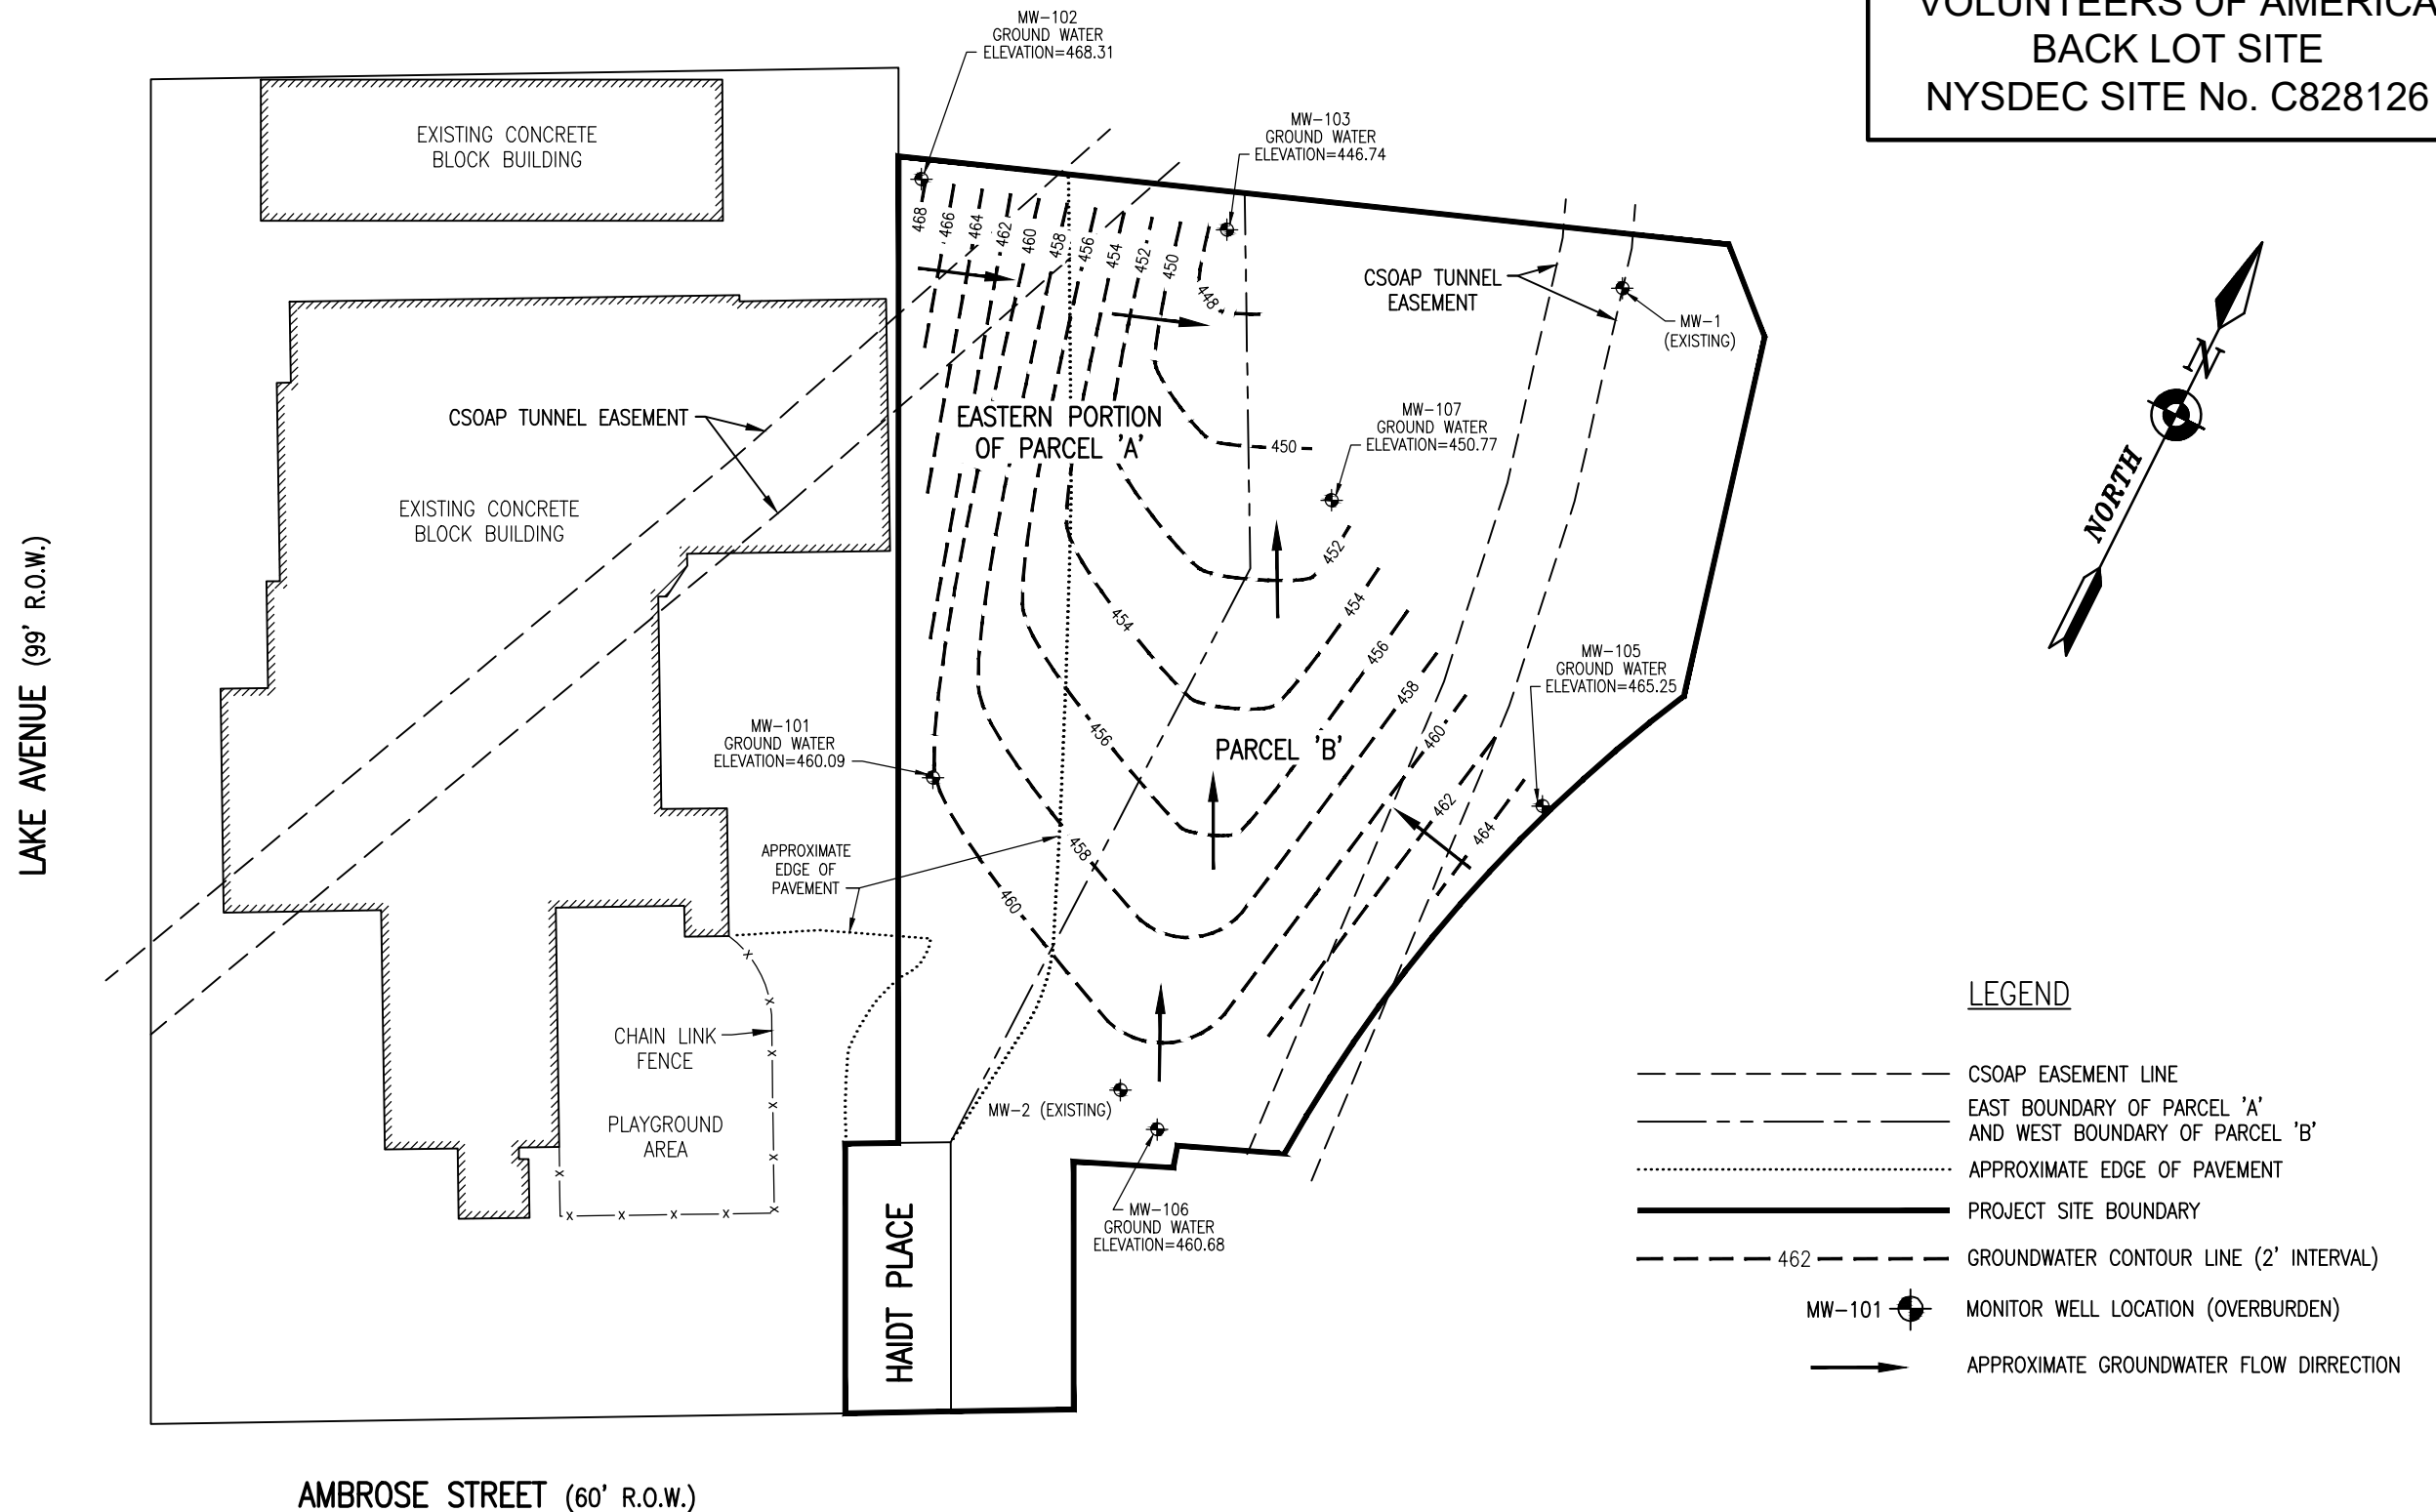 VOLUNTEERS OF AMERICA
BACK LOT SITE
NYSDEC SITE No. C828126
MW-102
GROUND WATER
ELEVATION=468.31
MW-103
GROUND WATER
ELEVATION=446.74
EXISTING CONCRETE
BLOCK BUILDING
468
466
464
462
460
458
456
454
452
450
448
CSOAP TUNNEL
EASEMENT
MW-1
(EXISTING)
N
NORTH
CSOAP TUNNEL EASEMENT
EASTERN PORTION
OF PARCEL 'A'
MW-107
GROUND WATER
ELEVATION=450.77
450
EXISTING CONCRETE
BLOCK BUILDING
452
454
454
456
458
460
462
464
456
458
460
MW-105
GROUND WATER
ELEVATION=465.25
LAKE AVENUE (99' R.O.W.)
MW-101
GROUND WATER
ELEVATION=460.09
PARCEL 'B'
APPROXIMATE
EDGE OF
PAVEMENT
CHAIN LINK
FENCE
PLAYGROUND
AREA
MW-2 (EXISTING)
MW-106
GROUND WATER
ELEVATION=460.68
HAIDT PLACE
AMBROSE STREET (60' R.O.W.)
LEGEND
CSOAP EASEMENT LINE
EAST BOUNDARY OF PARCEL 'A'
AND WEST BOUNDARY OF PARCEL 'B'
APPROXIMATE EDGE OF PAVEMENT
PROJECT SITE BOUNDARY
462 GROUNDWATER CONTOUR LINE (2' INTERVAL)
MW-101 MONITOR WELL LOCATION (OVERBURDEN)
APPROXIMATE GROUNDWATER FLOW DIRRECTION